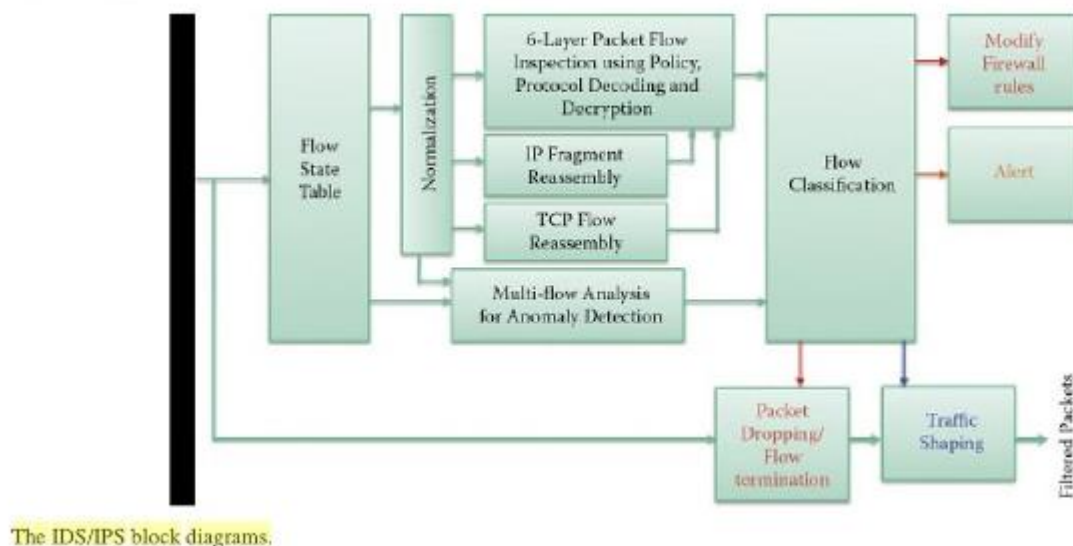 Flow
State
Table
Normalization
6-Layer Packet Flow
Inspection using Policy,
Protocol Decoding and
Decryption
IP Fragment
Reassembly
TCP Flow
Reassembly
Multi-flow Analysis
for Anomaly Detection
Flow
Classification
Modify
Firewall
rules
Alert
Packet
Dropping/
Flow
termination
Traffic
Shaping
Filtered Packets
The IDS/IPS block diagrams.